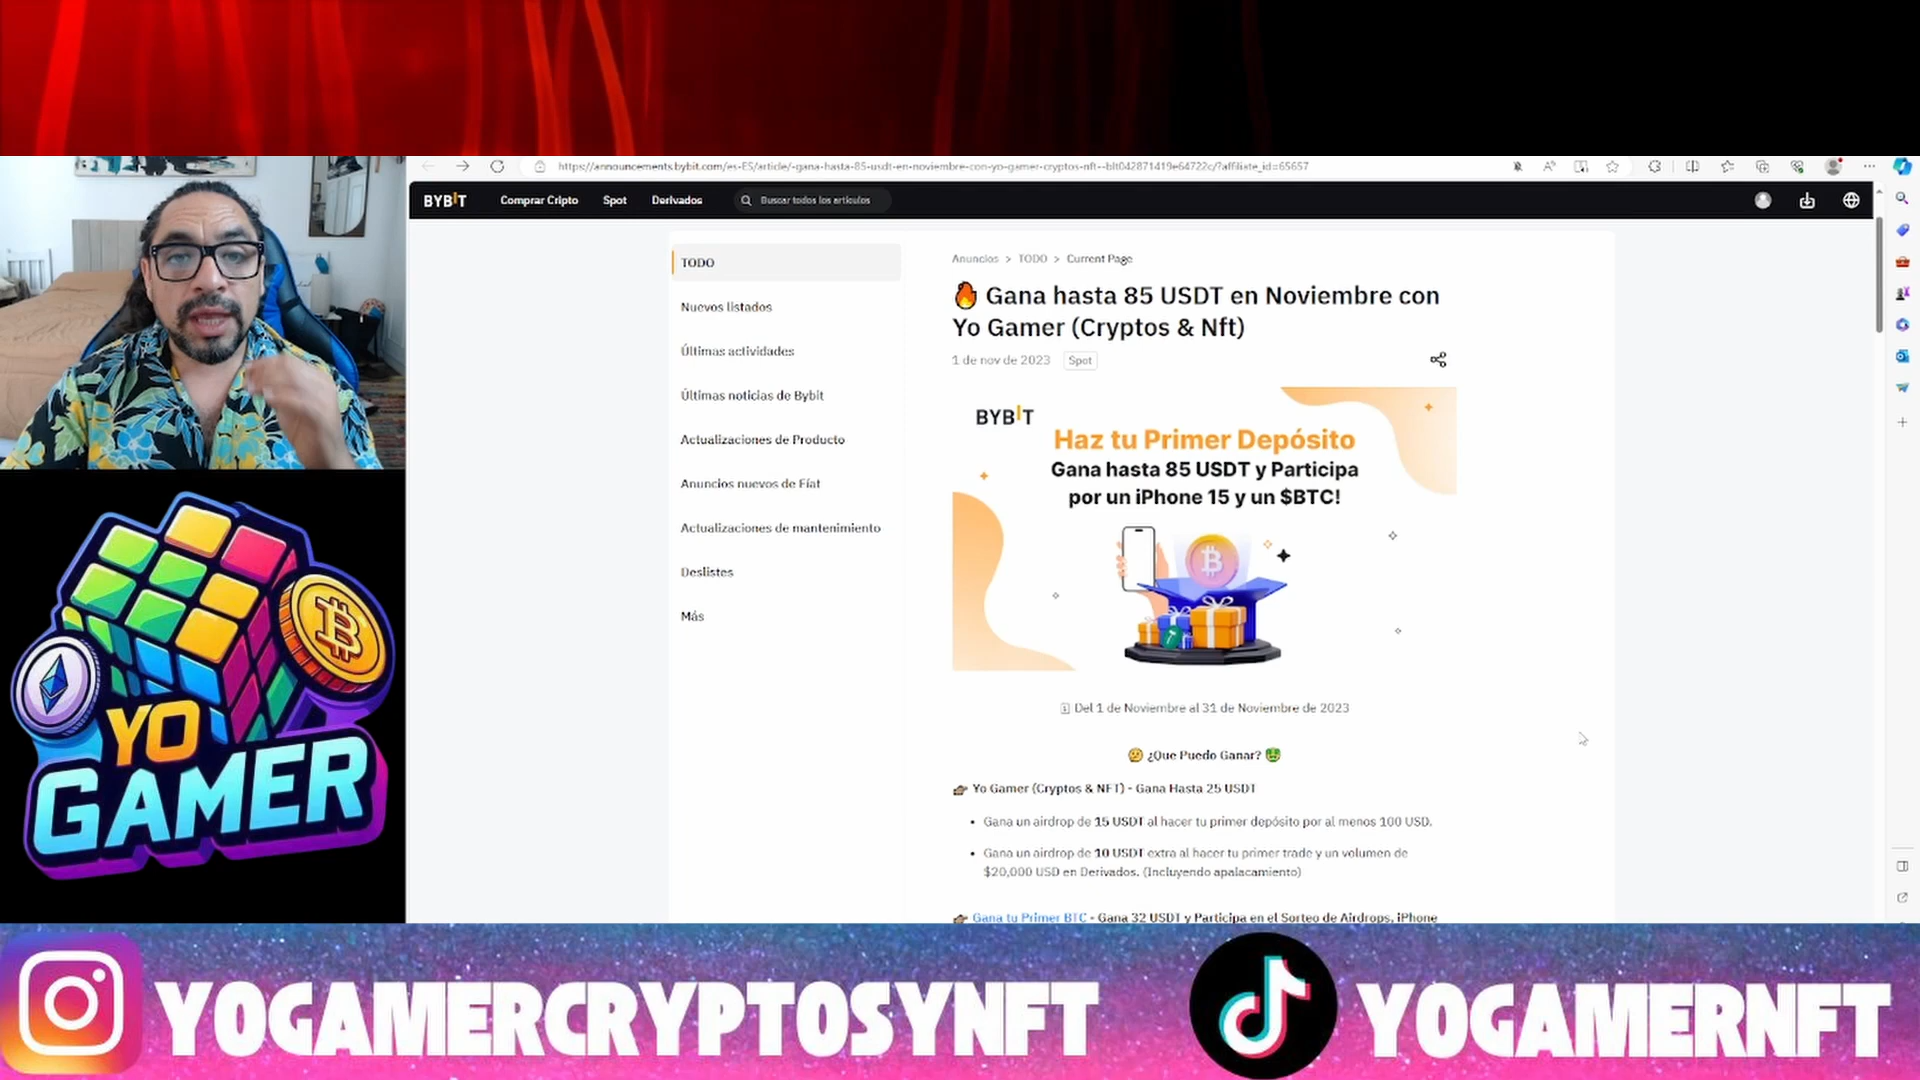 https://announcements.bybit.com/es-ES/article/-gana-hasta-85-usdt-en-noviembre-con-yo-gamer-cryptos-nft--blt042871419e64722c/?affiliate_id=65657
BYBIT
Comprar Cripto
Spot
Derivados
Buscar todos los artículos
TODO
Nuevos listados
Últimas actividades
Últimas noticias de Bybit
Actualizaciones de Producto
Anuncios nuevos de Fíat
Actualizaciones de mantenimiento
Deslistes
Más
Anuncios > TODO > Current Page
🔥 Gana hasta 85 USDT en Noviembre con
Yo Gamer (Cryptos & Nft)
1 de nov de 2023 Spot
BYBIT
Haz tu Primer Depósito
Gana hasta 85 USDT y Participa
por un iPhone 15 y un $BTC!
Del 1 de Noviembre al 31 de Noviembre de 2023
¿Que Puedo Ganar?
Yo Gamer (Cryptos & NFT) - Gana Hasta 25 USDT
• Gana un airdrop de 15 USDT al hacer tu primer depósito por al menos 100 USD.
• Gana un airdrop de 10 USDT extra al hacer tu primer trade y un volumen de
$20,000 USD en Derivados. (Incluyendo apalacamiento)
Gana tu Primer BTC - Gana 32 USDT y Participa en el Sorteo de Airdrops, iPhone
YO
GAMER
YOGAMERCRYPTOSYNFT
YOGAMERNFT